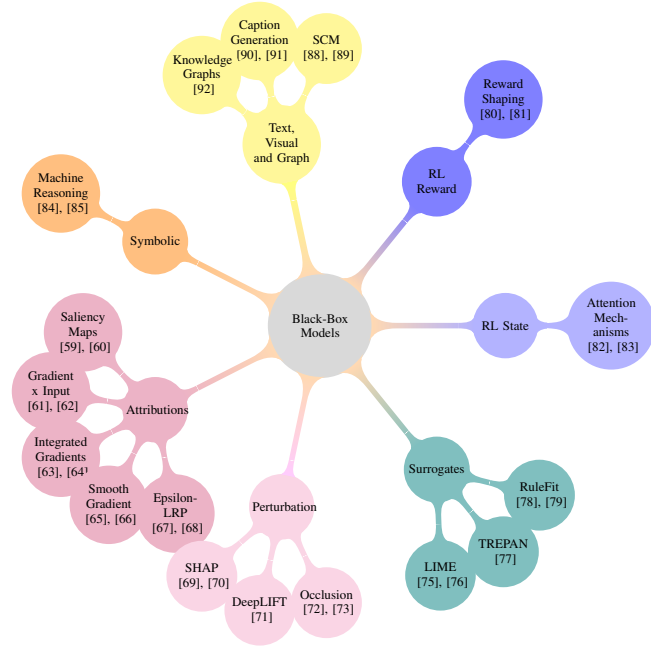 Caption
Generation
[90], [91]
SCM
[88], [89]
Knowledge
Graphs
[92]
Text,
Visual
and Graph
Reward
Shaping
[80], [81]
RL
Reward
Machine
Reasoning
[84], [85]
Symbolic
Black-Box
Models
RL State
Attention
Mech-
anisms
[82], [83]
Saliency
Maps
[59], [60]
Gradient
x Input
[61], [62]
Attributions
Integrated
Gradients
[63], [64]
Smooth
Gradient
[65], [66]
Epsilon-
LRP
[67], [68]
Perturbation
SHAP
[69], [70]
DeepLIFT
[71]
Occlusion
[72], [73]
Surrogates
RuleFit
[78], [79]
TREPAN
[77]
LIME
[75], [76]